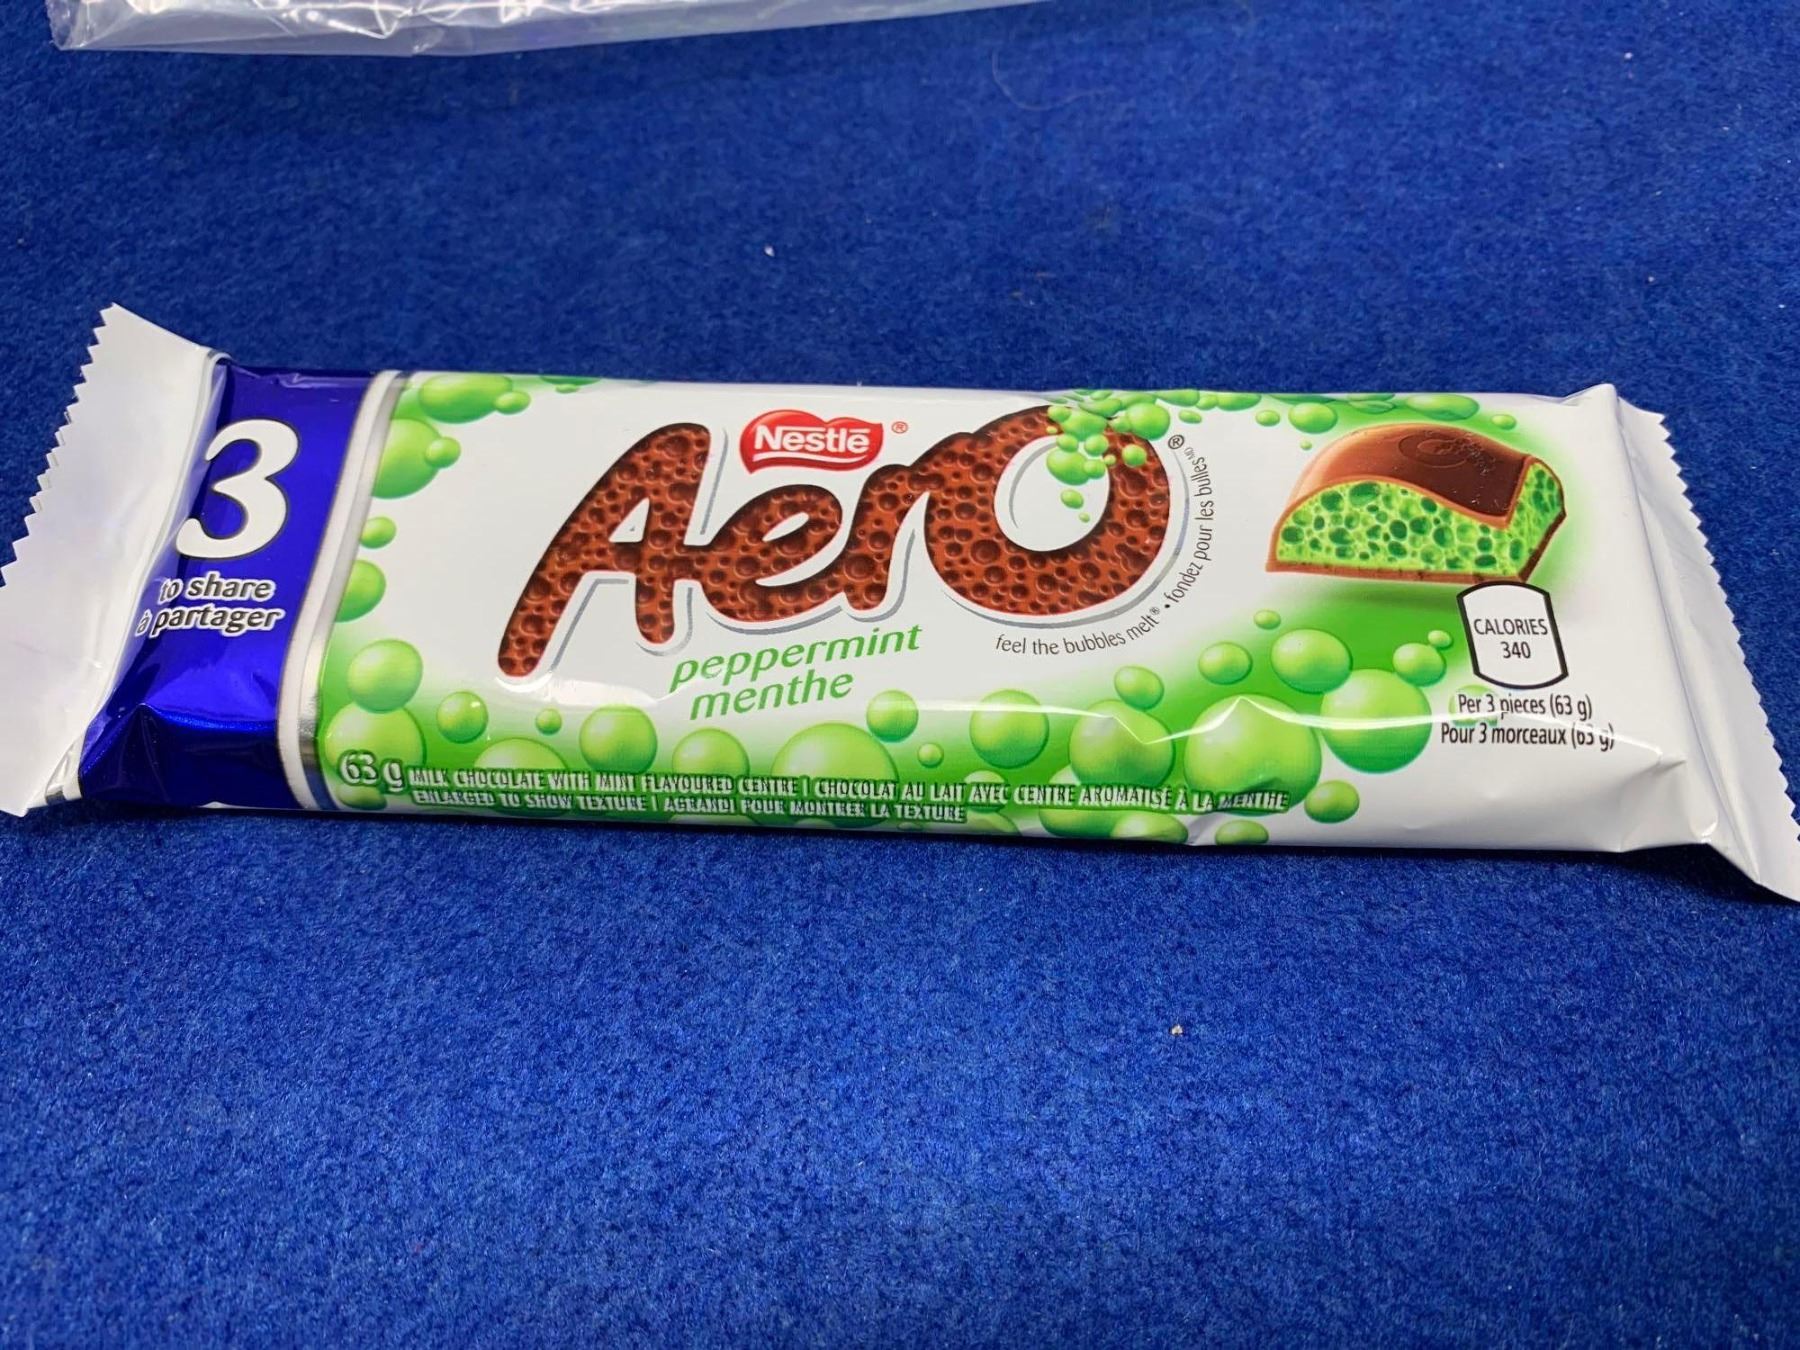 3
to share
à partager
Nestlé ®
Aero ®
peppermint
menthe
feel the bubbles melt® • fondez pour les bulles MD
CALORIES
340
Per 3 pieces (63 g)
Pour 3 morceaux (63 g)
63 g MILK CHOCOLATE WITH MINT FLAVOURED CENTRE | CHOCOLAT AU LAIT AVEC CENTRE AROMATISÉ À LA MENTHE
ENLARGED TO SHOW TEXTURE | AGRANDI POUR MONTRER LA TEXTURE